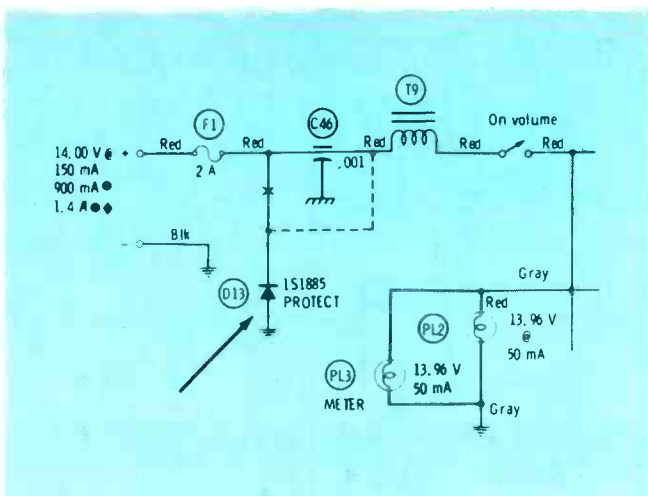 T9
F1
C46
On volume
Red
Red
Red
Red
14.00 V @ +
150 mA
900 mA ●
1.4 A ●◆
2 A
.001
-
Blk
Gray
D13
1S1885
PROTECT
Red
PL2
13.96 V
@
50 mA
PL3
13.96 V
50 mA
METER
Gray